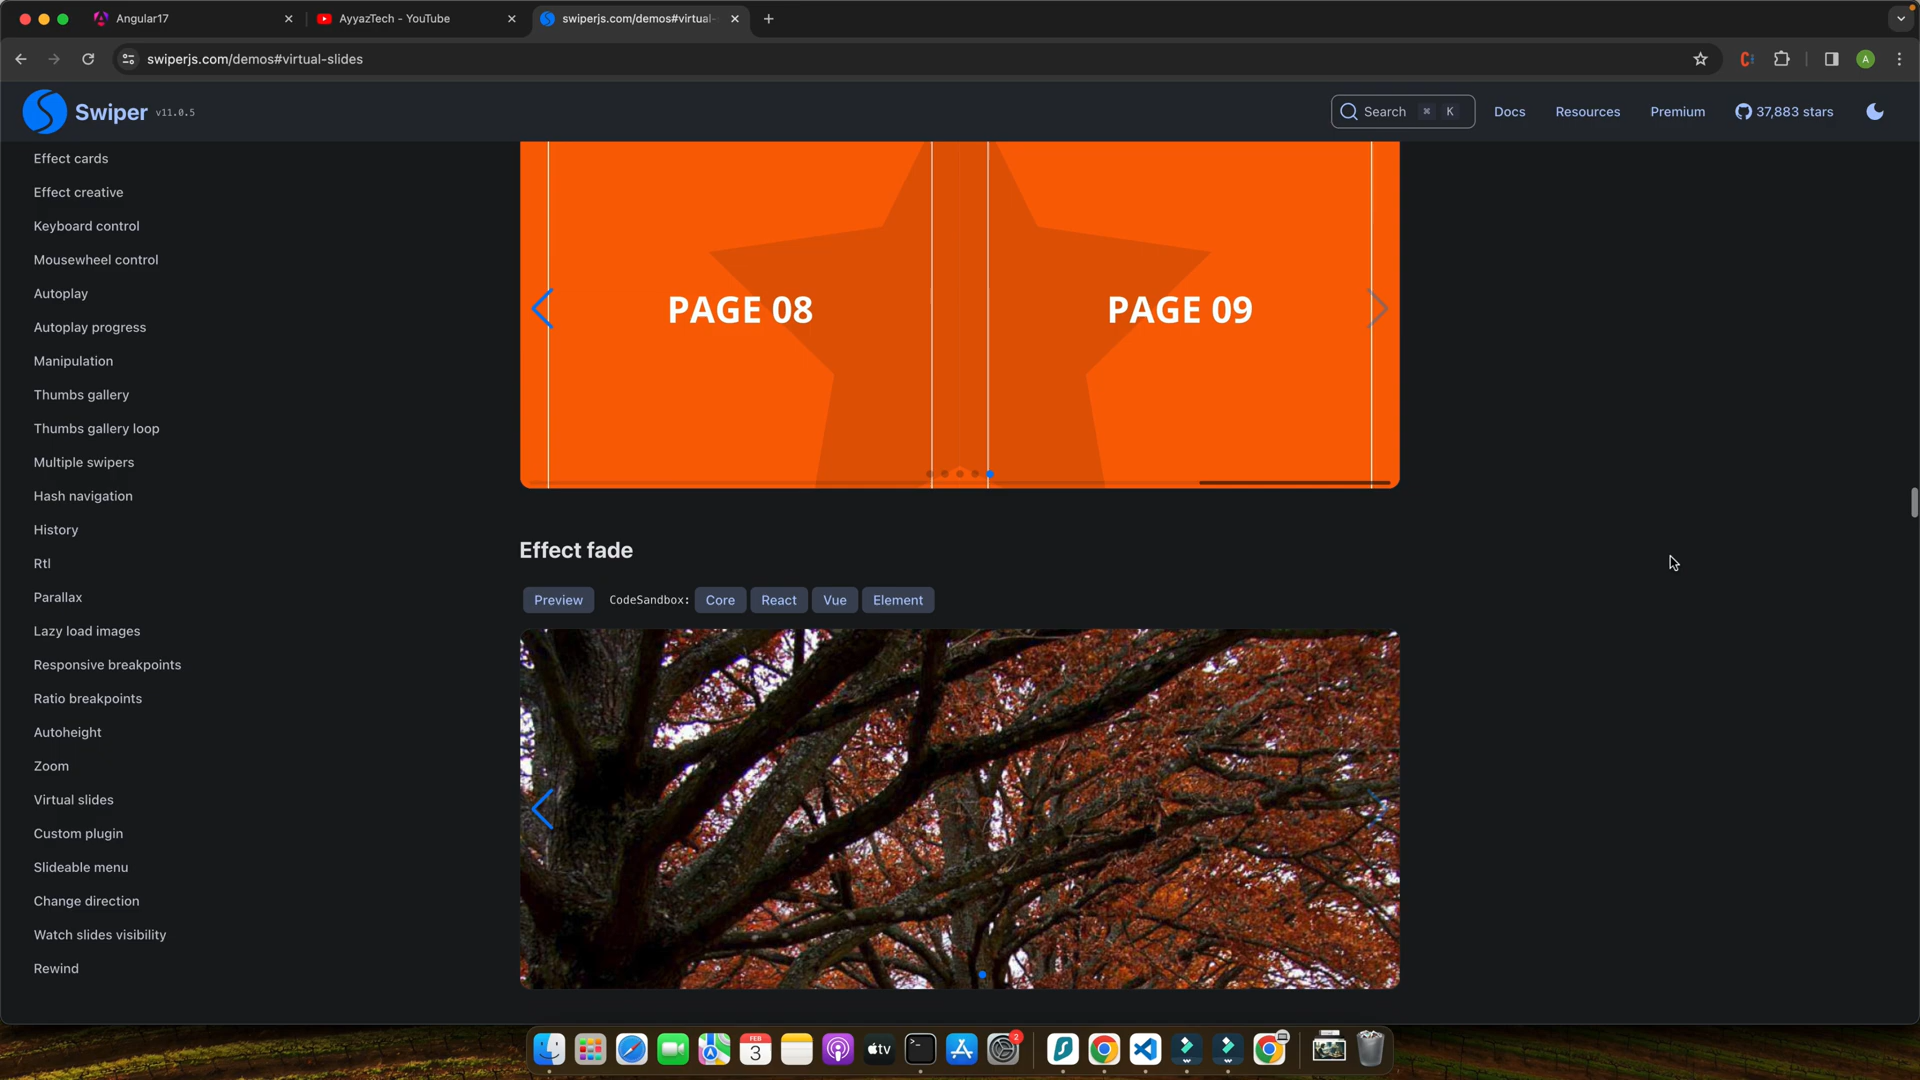 Angular17
AyyazTech - YouTube
swiperjs.com/demos#virtual-
swiperjs.com/demos#virtual-slides
A
Swiper v11.0.5
Search ⌘ K
Docs
Resources
Premium
37,883 stars
Effect cards
Effect creative
Keyboard control
Mousewheel control
Autoplay
Autoplay progress
Manipulation
Thumbs gallery
Thumbs gallery loop
Multiple swipers
Hash navigation
History
Rtl
Parallax
Lazy load images
Responsive breakpoints
Ratio breakpoints
Autoheight
Zoom
Virtual slides
Custom plugin
Slideable menu
Change direction
Watch slides visibility
Rewind
PAGE 08
PAGE 09
Effect fade
Preview CodeSandbox: Core React Vue Element
FEB
3
tv
2